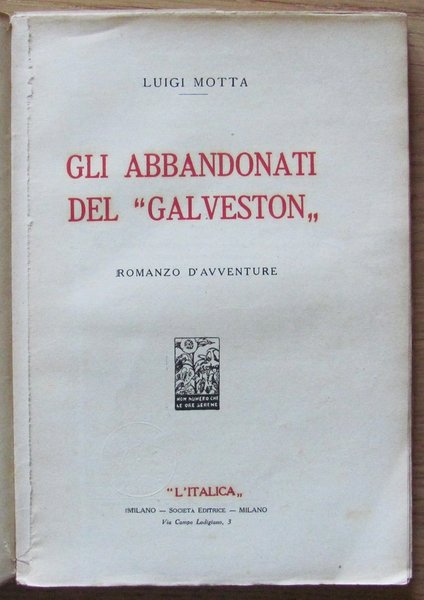 LUIGI MOTTA
GLI ABBANDONATI
DEL “GALVESTON„
ROMANZO D'AVVENTURE
NON NUMERO CHE
LE ORE SERENE
“L'ITALICA„
MILANO — SOCIETÀ EDITRICE — MILANO
Via Campo Lodigiano, 3